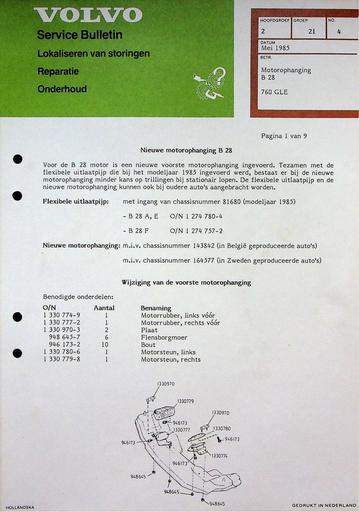 VOLVO
Service Bulletin
Lokaliseren van storingen
Reparatie
Onderhoud
HOOFDGROEP GROEP NO.
2 21 4
DATUM
Mei 1985
BETR.
Motorophanging
B 28
760 GLE
Pagina 1 van 9
Nieuwe motorophanging B 28
Voor de B 28 motor is een nieuwe voorste motorophanging ingevoerd. Tezamen met de
flexibele uitlaatpijp die bij het modeljaar 1985 ingevoerd werd, bestaat er bij de nieuwe
motorophanging minder kans op trillingen bij stationair lopen. De flexibele uitlaatpijp en de
nieuwe motorophanging kunnen ook bij oudere auto's aangebracht worden.
Flexibele uitlaatpijp: met ingang van chassisnummer 81680 (modeljaar 1985)
- B 28 A, E O/N 1 274 780-4
- B 28 F O/N 1 274 757-2
Nieuwe motorophanging: m.i.v. chassisnummer 143842 (in België geproduceerde auto's)
m.i.v. chassisnummer 164577 (in Zweden geproduceerde auto's)
Wijziging van de voorste motorophanging
Benodigde onderdelen:
O/N Aantal Benaming
1 330 774-9 1 Motorrubber, links vóór
1 330 777-2 1 Motorrubber, rechts vóór
1 330 970-3 2 Plaat
948 645-7 6 Flensborgmoer
946 173-2 10 Bout
1 330 780-6 1 Motorsteun, links
1 330 779-8 1 Motorsteun, rechts
1330970
1330779
946173
1330777
1330970
1330780
946173
946173
1330774
946173
948645
948645
948645
HOLLANDSKA
GEDRUKT IN NEDERLAND